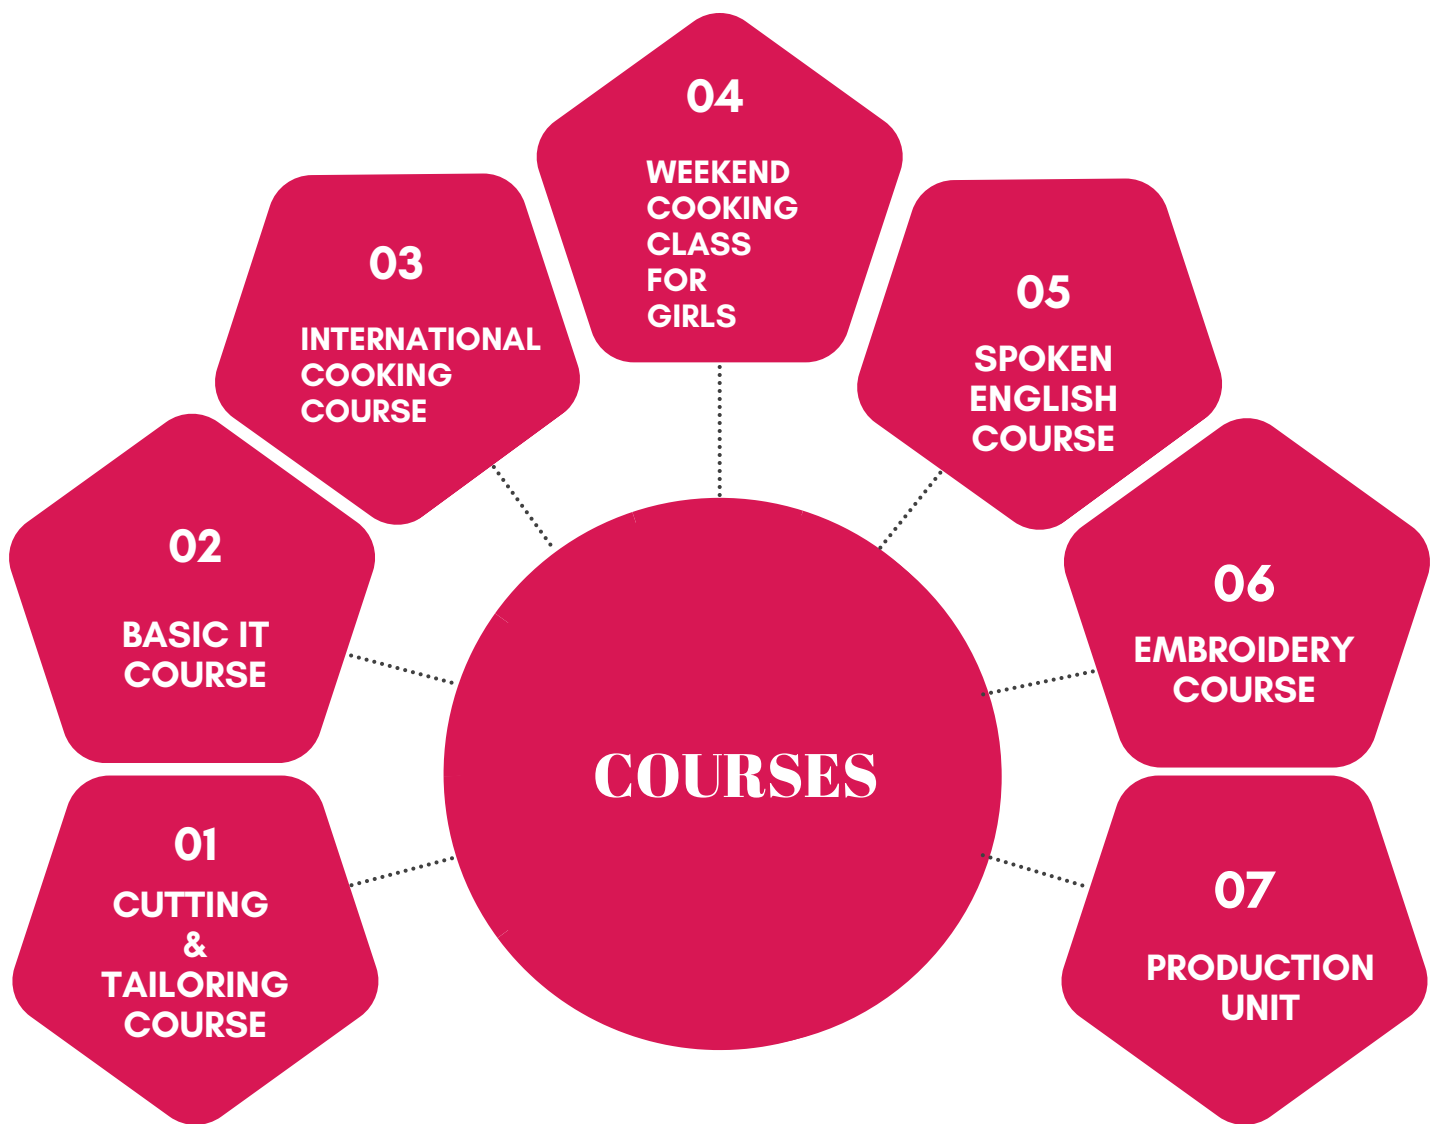 01
CUTTING
&
TAILORING
COURSE
02
BASIC IT
COURSE
03
INTERNATIONAL
COOKING
COURSE
04
WEEKEND
COOKING
CLASS
FOR
GIRLS
05
SPOKEN
ENGLISH
COURSE
06
EMBROIDERY
COURSE
07
PRODUCTION
UNIT
COURSES